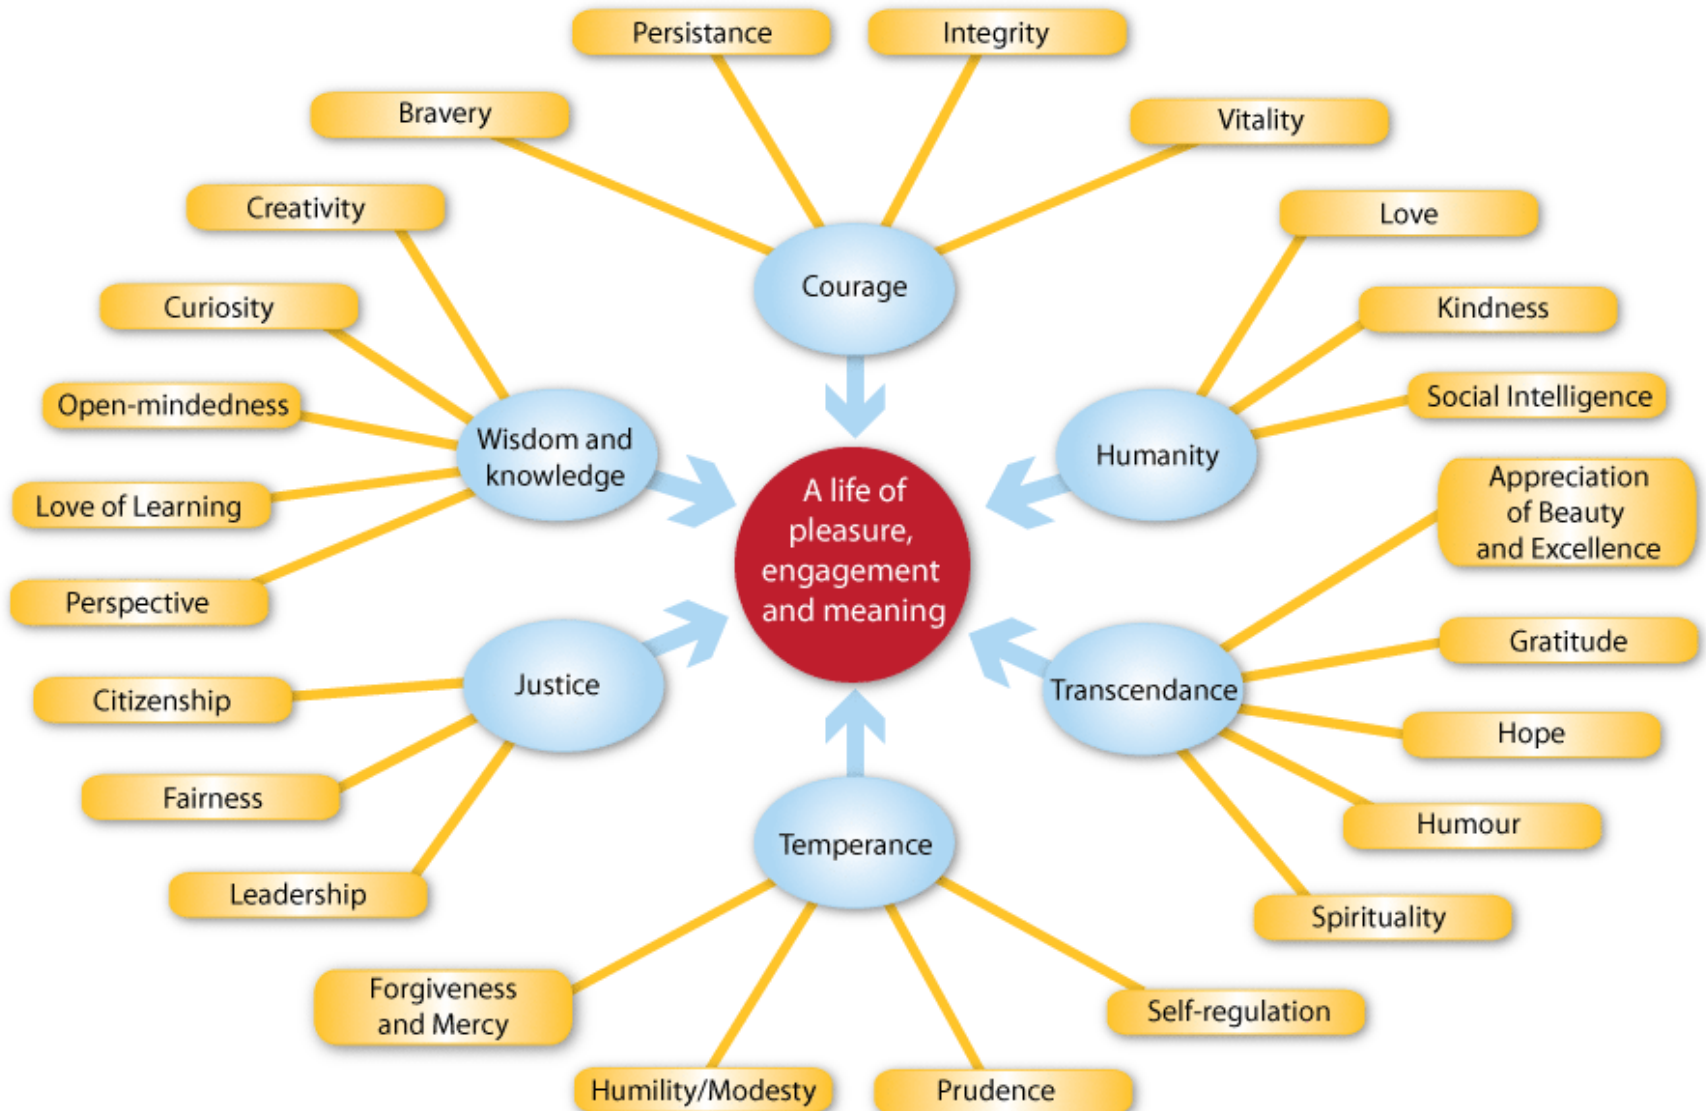 Persistance
Integrity
Bravery
Vitality
Creativity
Love
Curiosity
Courage
Kindness
Open-mindedness
Social Intelligence
Wisdom and
knowledge
Humanity
Love of Learning
A life of
pleasure,
engagement
and meaning
Appreciation
of Beauty
and Excellence
Perspective
Gratitude
Citizenship
Justice
Transcendance
Hope
Fairness
Temperance
Humour
Leadership
Spirituality
Forgiveness
and Mercy
Self-regulation
Humility/Modesty
Prudence